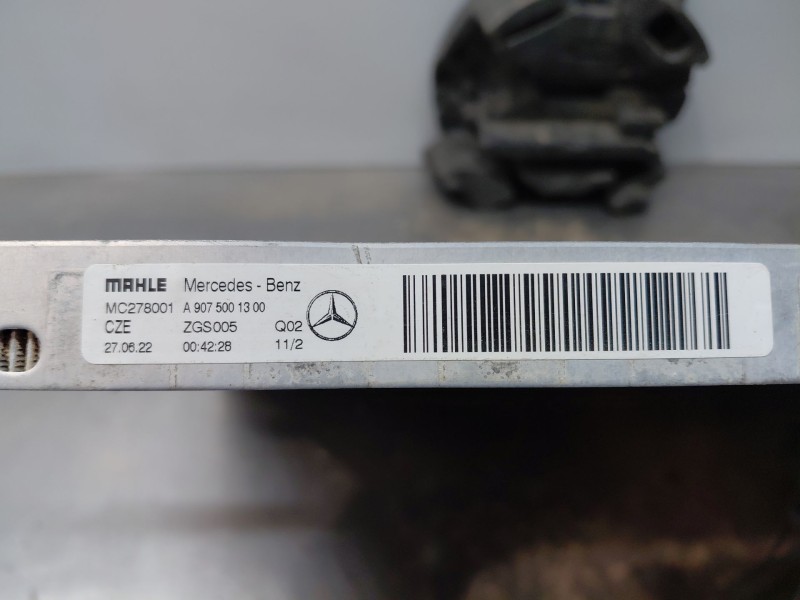 MAHLE Mercedes - Benz
MC278001 A 907 500 13 00
CZE ZGS005 Q02
27.06.22 00:42:28 11/2